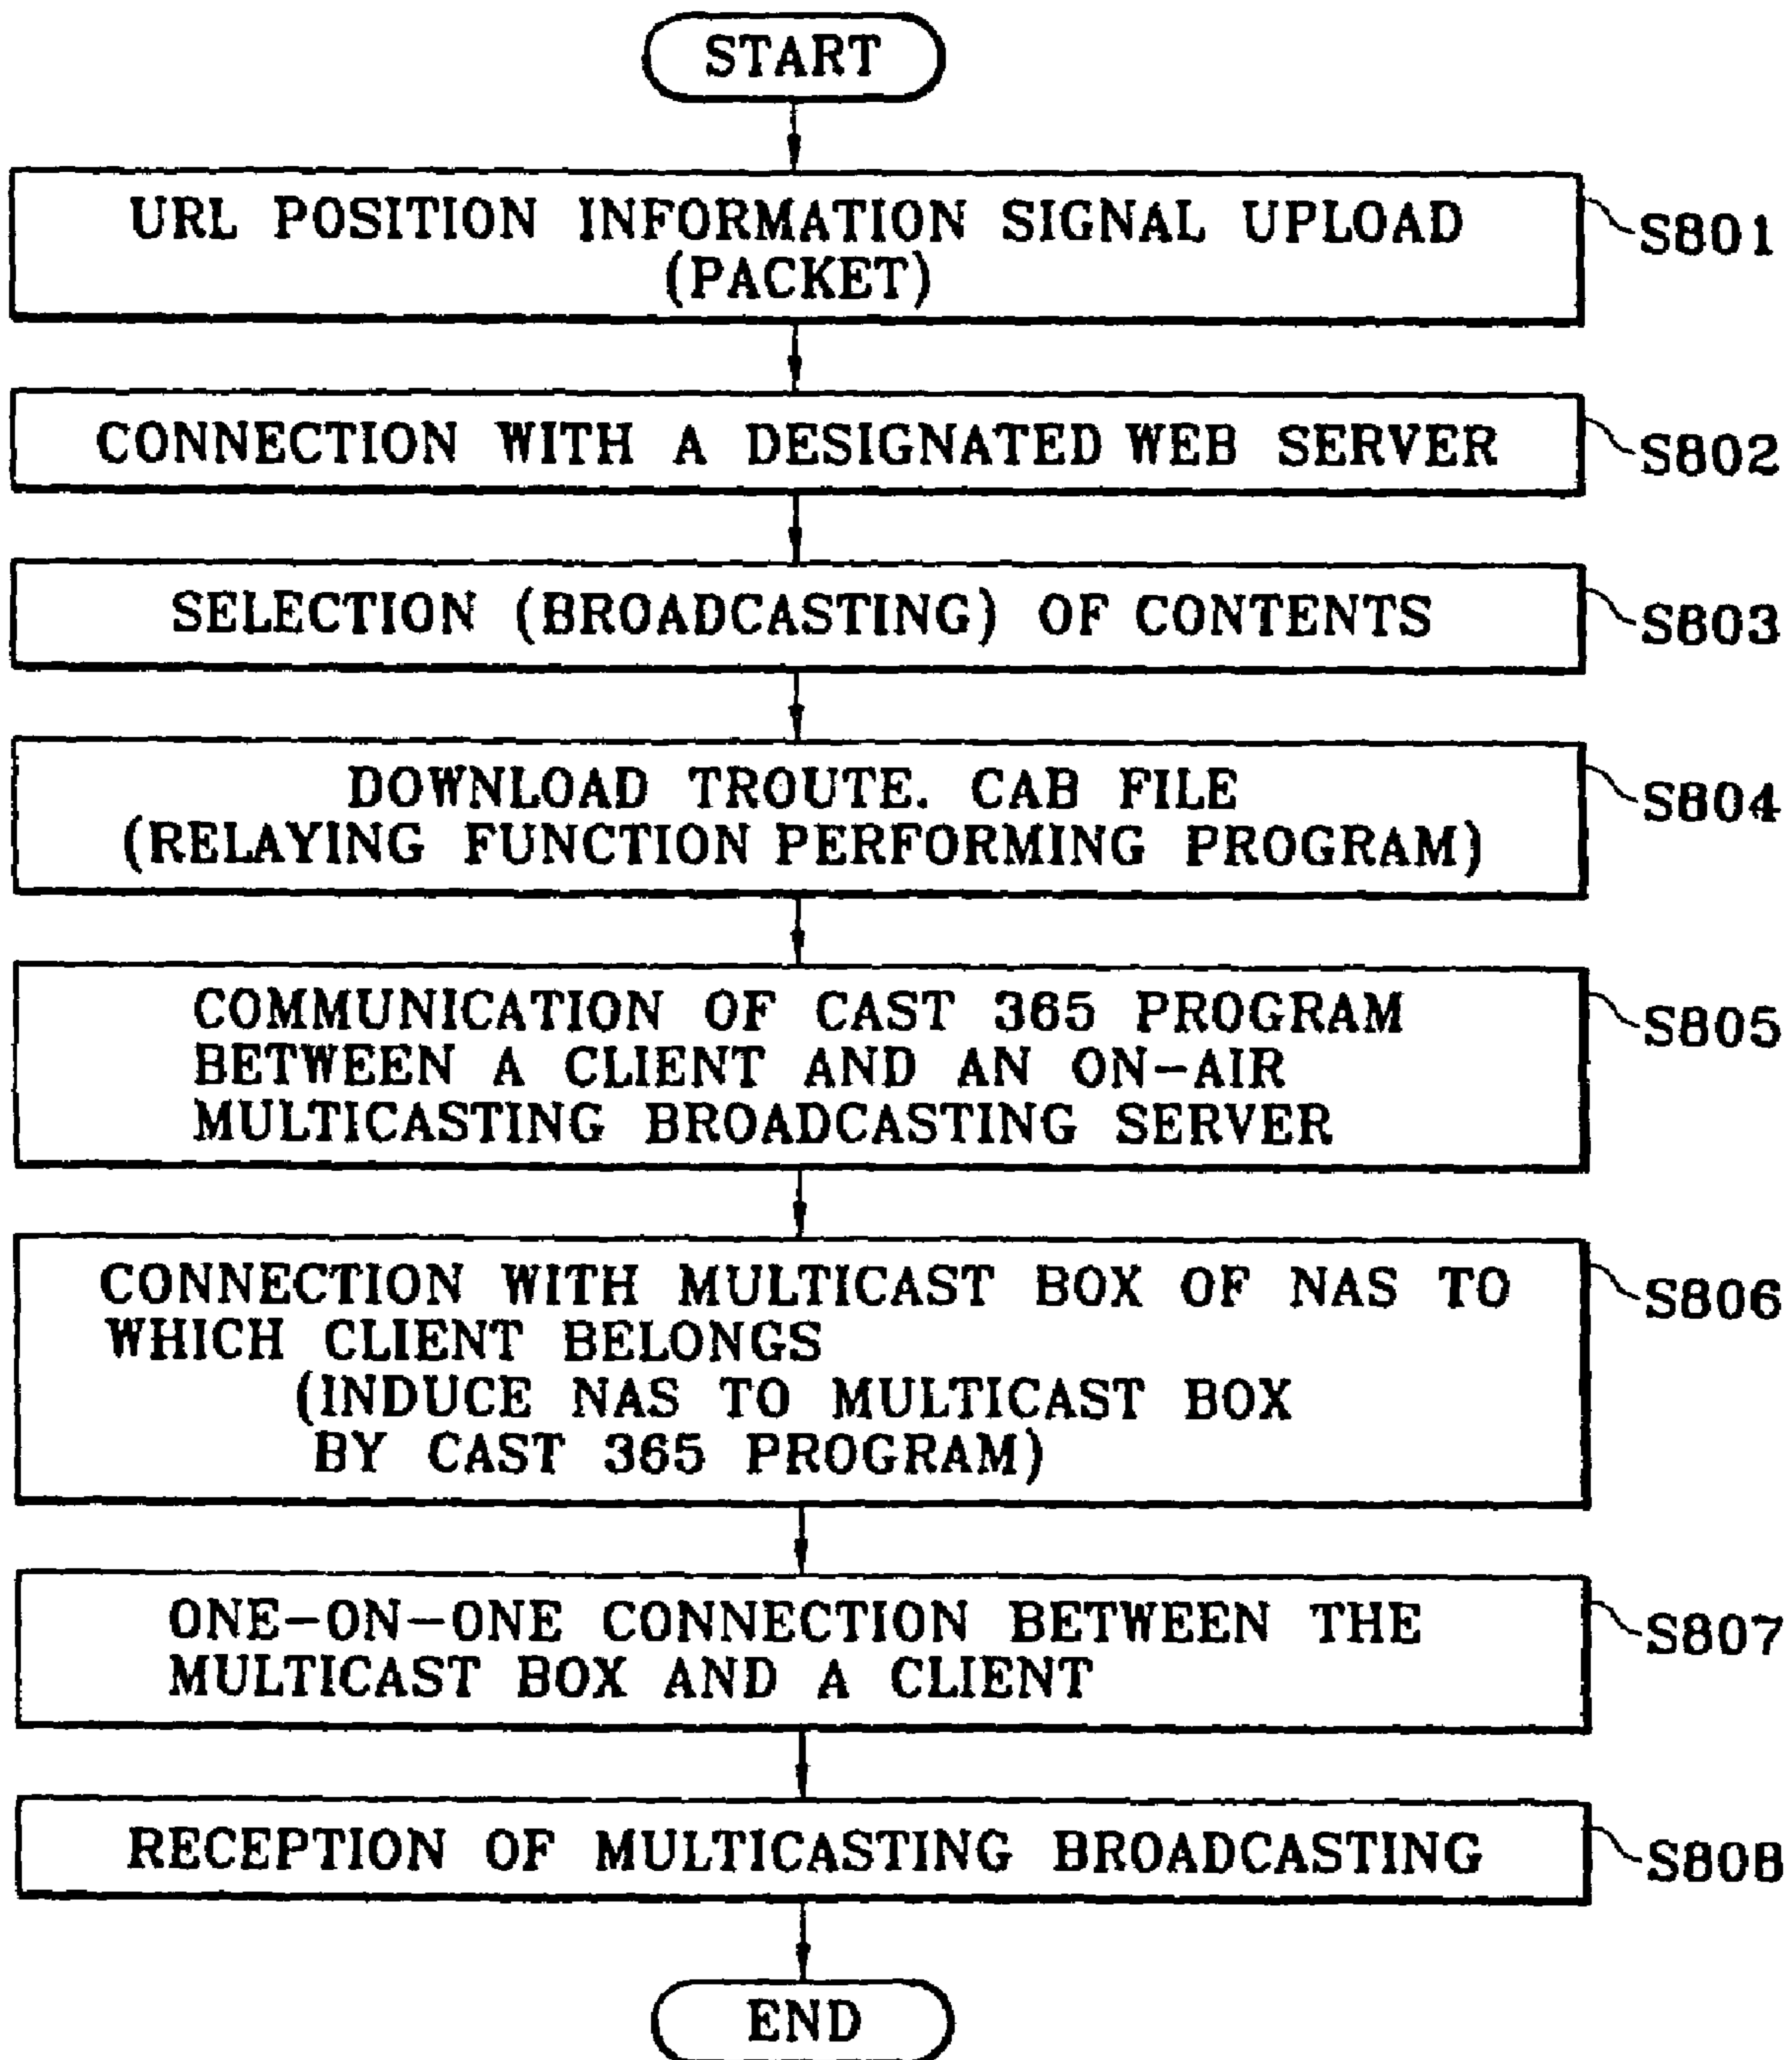 START
URL POSITION INFORMATION SIGNAL UPLOAD
(PACKET)
S801
CONNECTION WITH A DESIGNATED WEB SERVER
S802
SELECTION (BROADCASTING) OF CONTENTS
S803
DOWNLOAD TROUTE. CAB FILE
(RELAYING FUNCTION PERFORMING PROGRAM)
S804
COMMUNICATION OF CAST 365 PROGRAM
BETWEEN A CLIENT AND AN ON-AIR
MULTICASTING BROADCASTING SERVER
S805
CONNECTION WITH MULTICAST BOX OF NAS TO
WHICH CLIENT BELONGS
(INDUCE NAS TO MULTICAST BOX
BY CAST 365 PROGRAM)
S806
ONE-ON-ONE CONNECTION BETWEEN THE
MULTICAST BOX AND A CLIENT
S807
RECEPTION OF MULTICASTING BROADCASTING
S808
END